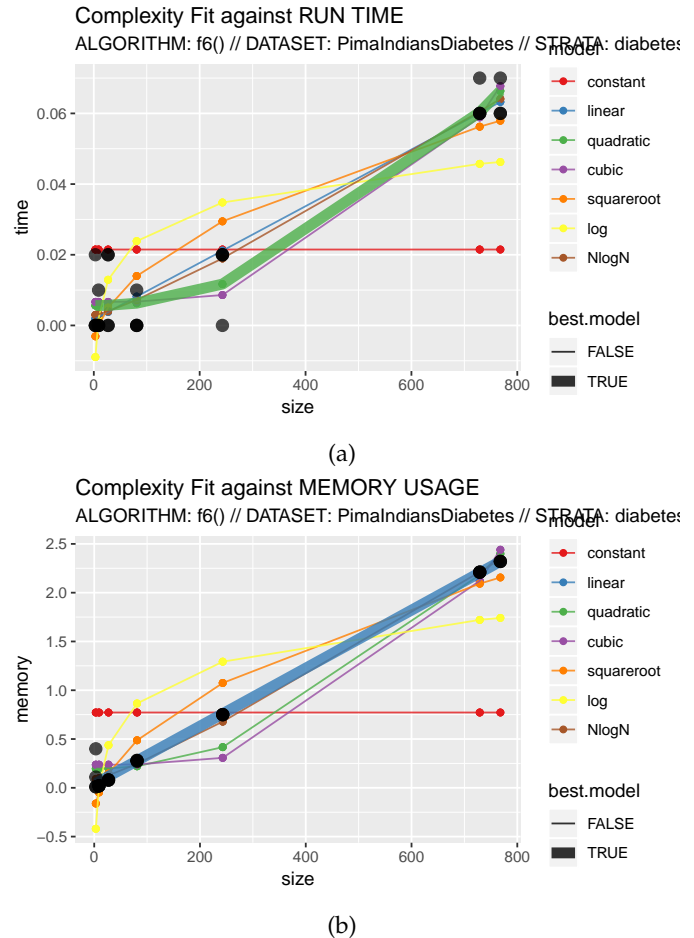 Complexity Fit against RUN TIME
ALGORITHM: f6() // DATASET: PimaIndiansDiabetes // STRATA: diabetes
model
constant
linear
quadratic
cubic
squareroot
log
NlogN
best.model
FALSE
TRUE
time
0.06
0.04
0.02
0.00
0
200
400
600
800
size
(a)
Complexity Fit against MEMORY USAGE
ALGORITHM: f6() // DATASET: PimaIndiansDiabetes // STRATA: diabetes
model
constant
linear
quadratic
cubic
squareroot
log
NlogN
best.model
FALSE
TRUE
memory
2.5
2.0
1.5
1.0
0.5
0.0
−0.5
0
200
400
600
800
size
(b)